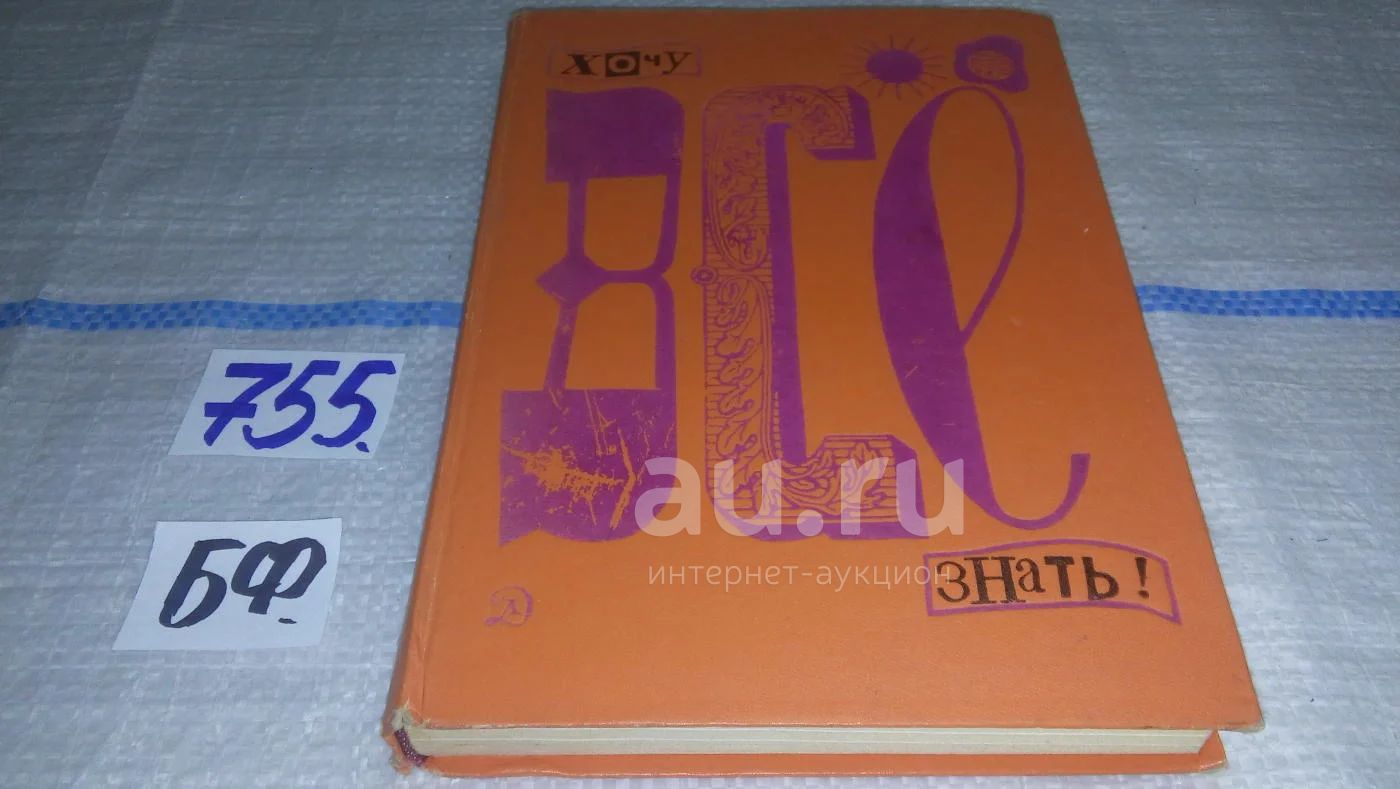 хочу
всё
знать!
755.
БФ.
au.ru
интернет-аукцион